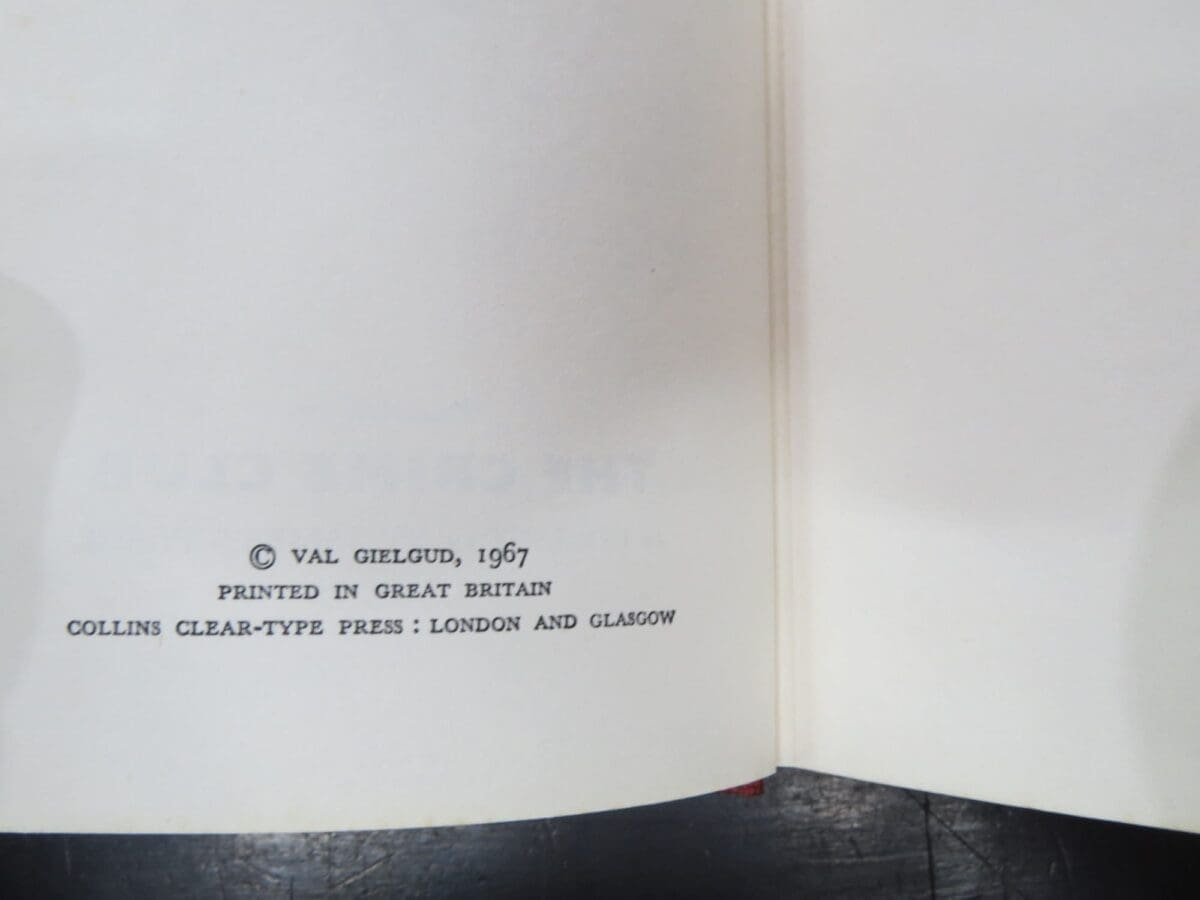 © VAL GIELGUD, 1967
PRINTED IN GREAT BRITAIN
COLLINS CLEAR-TYPE PRESS : LONDON AND GLASGOW